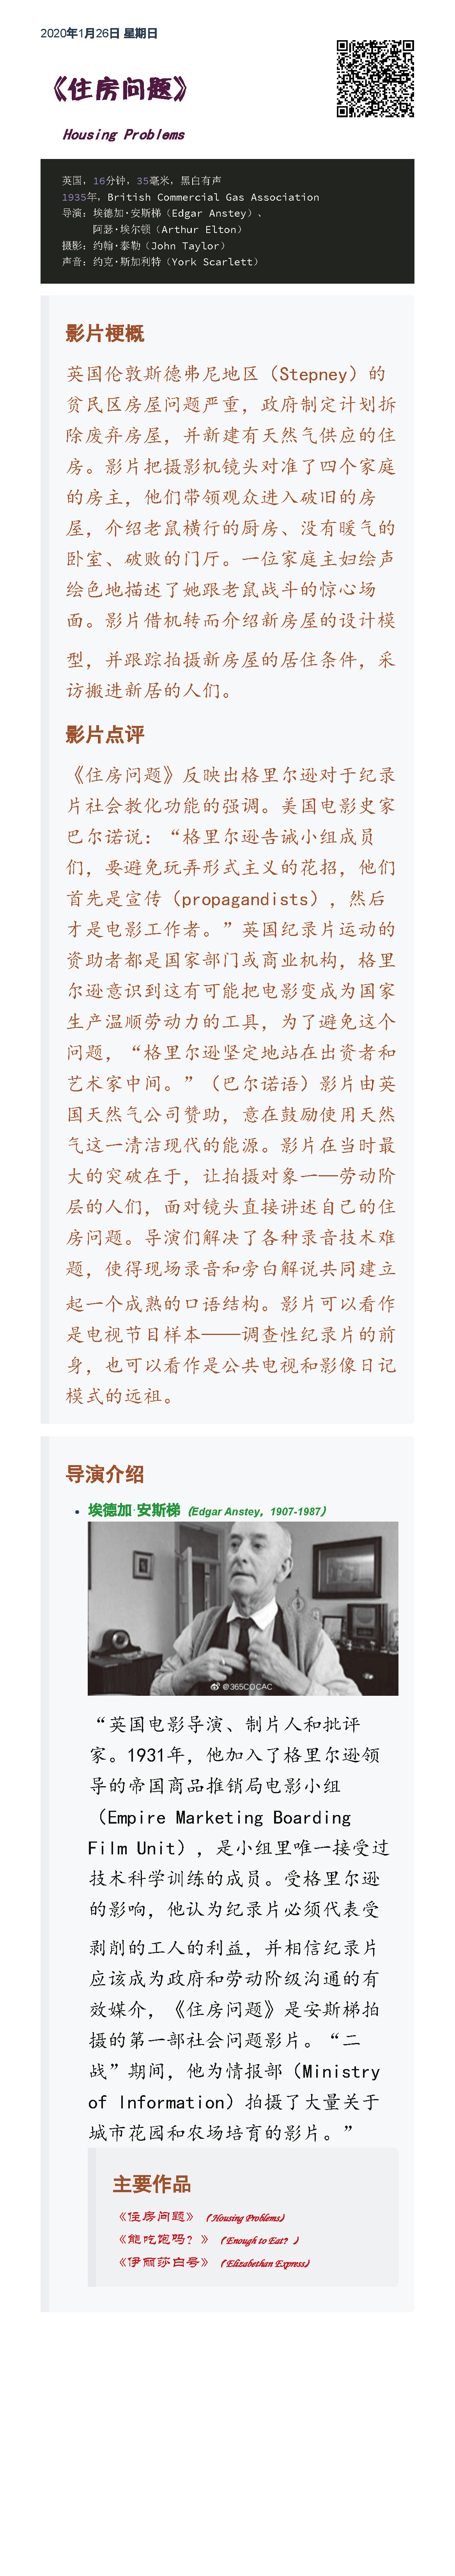 2020年1月26日 星期日
《住房问题》
Housing Problems
英国，16分钟，35毫米，黑白有声
1935年，British Commercial Gas Association
导演：埃德加·安斯梯（Edgar Anstey）、
阿瑟·埃尔顿（Arthur Elton）
摄影：约翰·泰勒（John Taylor）
声音：约克·斯加利特（York Scarlett）
影片梗概
英国伦敦斯德弗尼地区（Stepney）的
贫民区房屋问题严重，政府制定计划拆
除废弃房屋，并新建有天然气供应的住
房。影片把摄影机镜头对准了四个家庭
的房主，他们带领观众进入破旧的房
屋，介绍老鼠横行的厨房、没有暖气的
卧室、破败的门厅。一位家庭主妇绘声
绘色地描述了她跟老鼠战斗的惊心场
面。影片借机转而介绍新房屋的设计模
型，并跟踪拍摄新房屋的居住条件，采
访搬进新居的人们。
影片点评
《住房问题》反映出格里尔逊对于纪录
片社会教化功能的强调。美国电影史家
巴尔诺说：“格里尔逊告诫小组成员
们，要避免玩弄形式主义的花招，他们
首先是宣传（propagandists），然后
才是电影工作者。”英国纪录片运动的
资助者都是国家部门或商业机构，格里
尔逊意识到这有可能把电影变成为国家
生产温顺劳动力的工具，为了避免这个
问题，“格里尔逊坚定地站在出资者和
艺术家中间。”（巴尔诺语）影片由英
国天然气公司赞助，意在鼓励使用天然
气这一清洁现代的能源。影片在当时最
大的突破在于，让拍摄对象一—劳动阶
层的人们，面对镜头直接讲述自己的住
房问题。导演们解决了各种录音技术难
题，使得现场录音和旁白解说共同建立
起一个成熟的口语结构。影片可以看作
是电视节目样本——调查性纪录片的前
身，也可以看作是公共电视和影像日记
模式的远祖。
导演介绍
埃德加·安斯梯（Edgar Anstey，1907-1987）
@365COCAC
“英国电影导演、制片人和批评
家。1931年，他加入了格里尔逊领
导的帝国商品推销局电影小组
（Empire Marketing Boarding
Film Unit），是小组里唯一接受过
技术科学训练的成员。受格里尔逊
的影响，他认为纪录片必须代表受
剥削的工人的利益，并相信纪录片
应该成为政府和劳动阶级沟通的有
效媒介，《住房问题》是安斯梯拍
摄的第一部社会问题影片。“二
战”期间，他为情报部（Ministry
of Information）拍摄了大量关于
城市花园和农场培育的影片。”
主要作品
《住房问题》（Housing Problems）
《能吃饱吗？》（Enough to Eat？）
《伊丽莎白号》（Elizabethan Express）